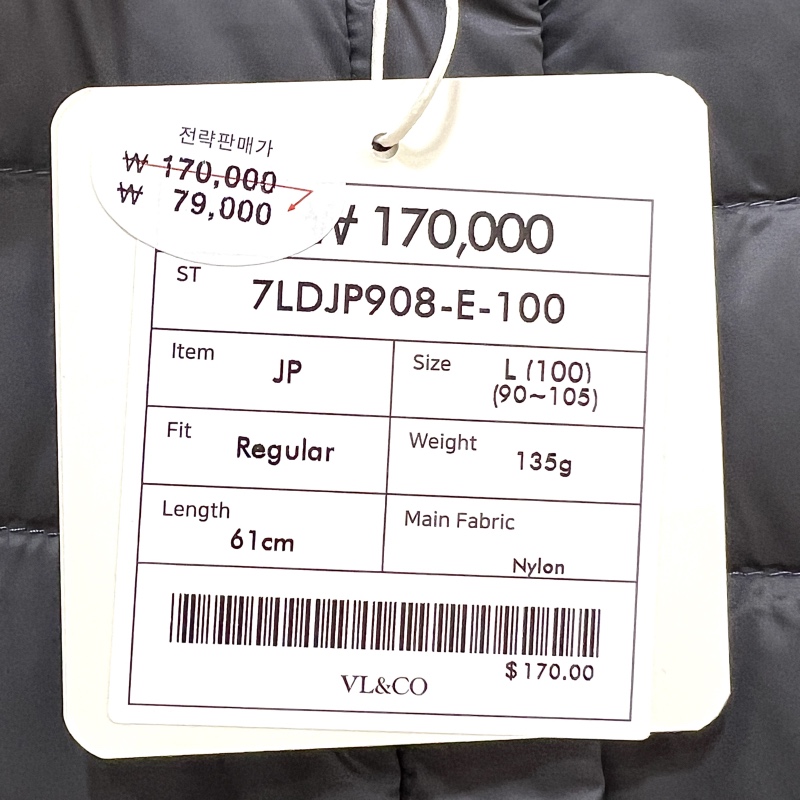 전략판매가
₩ 170,000
₩ 79,000
₩ 170,000
ST
7LDJP908-E-100
Item
JP
Size
L (100)
(90~105)
Fit
Regular
Weight
135g
Length
61cm
Main Fabric
Nylon
$170.00
VL&CO